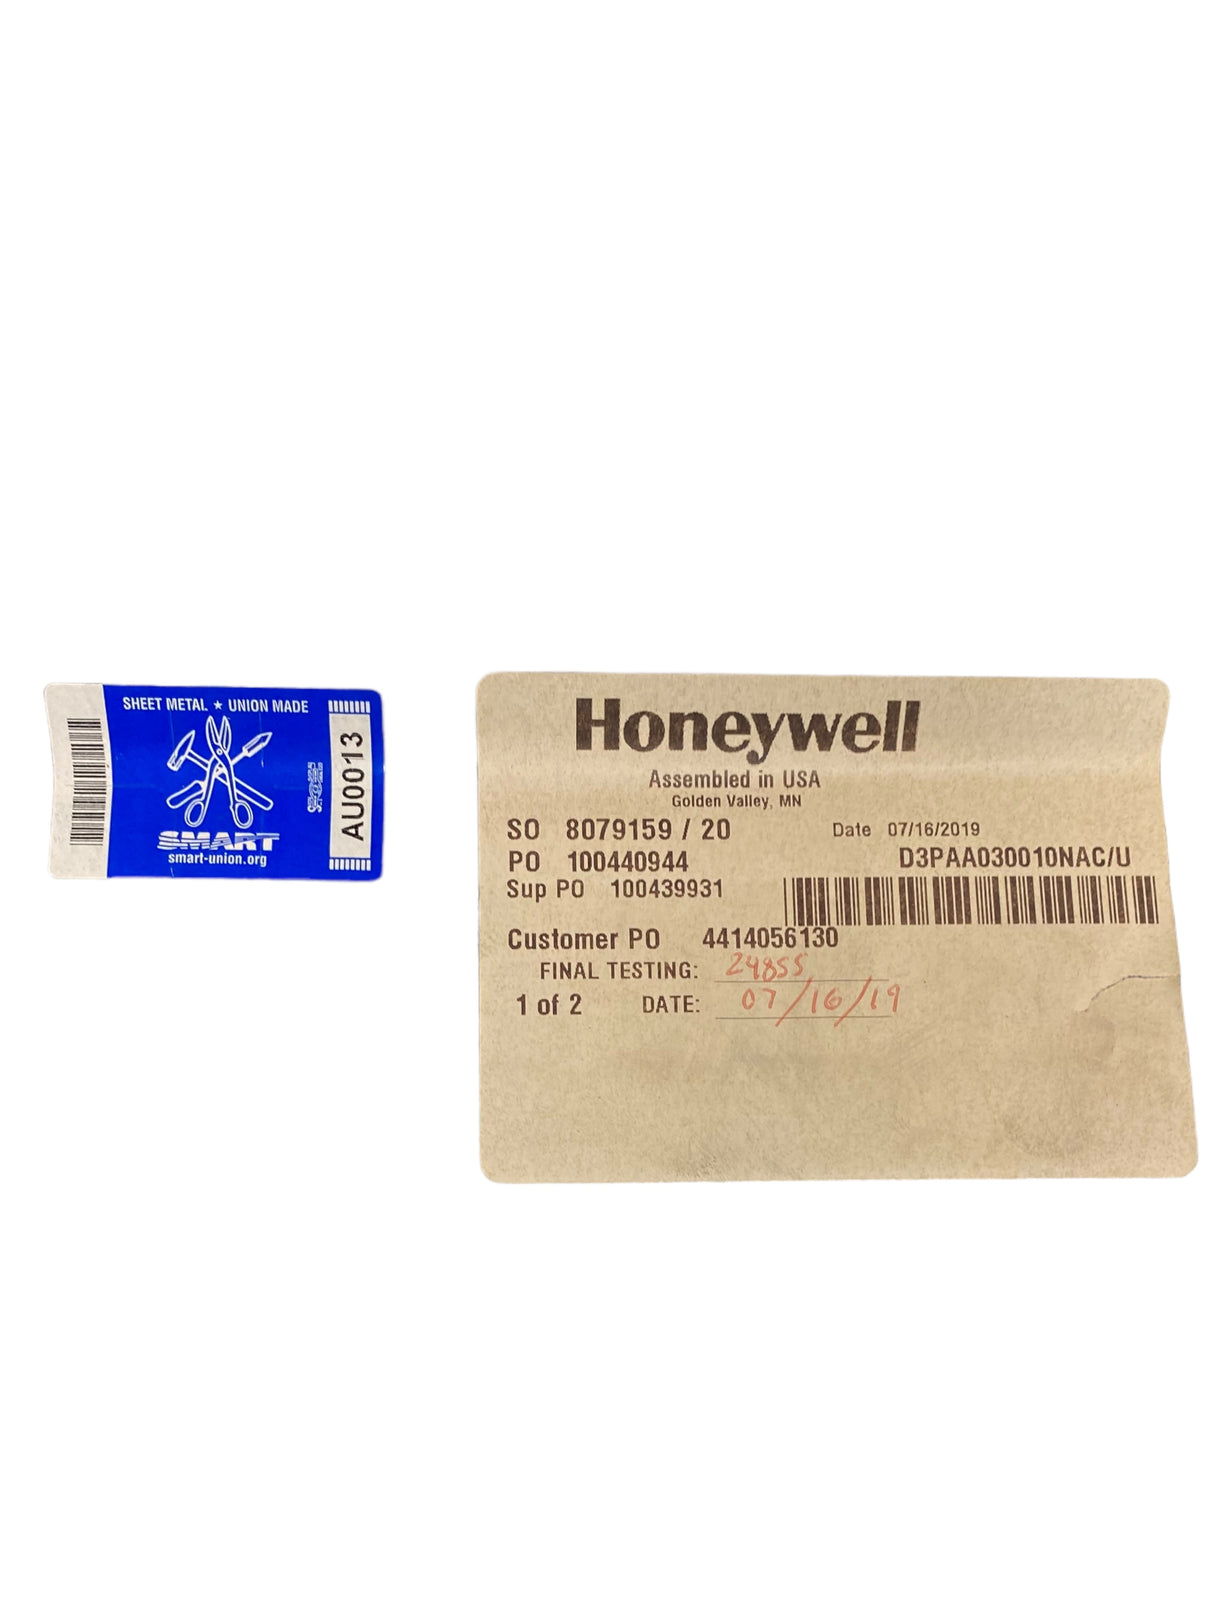 SHEET METAL ★ UNION MADE
SMART
smart-union.org
AU0013
Honeywell
Assembled in USA
Golden Valley, MN
SO 8079159 / 20
Date 07/16/2019
PO 100440944
D3PAA030010NAC/U
Sup PO 100439931
Customer PO 4414056130
FINAL TESTING: 24855
1 of 2 DATE: 07/16/19